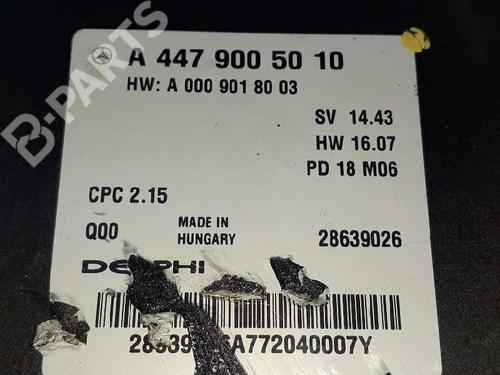 A 447 900 50 10
HW: A 000 901 80 03
SV 14.43
HW 16.07
PD 18 M06
CPC 2.15
Q00
MADE IN
HUNGARY
28639026
DELPHI
B-PARTS